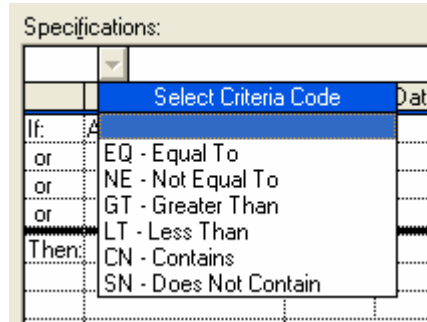 Specifications:
Select Criteria Code
Dat
If: A
or
or
or
Then:
EQ - Equal To
NE - Not Equal To
GT - Greater Than
LT - Less Than
CN - Contains
SN - Does Not Contain